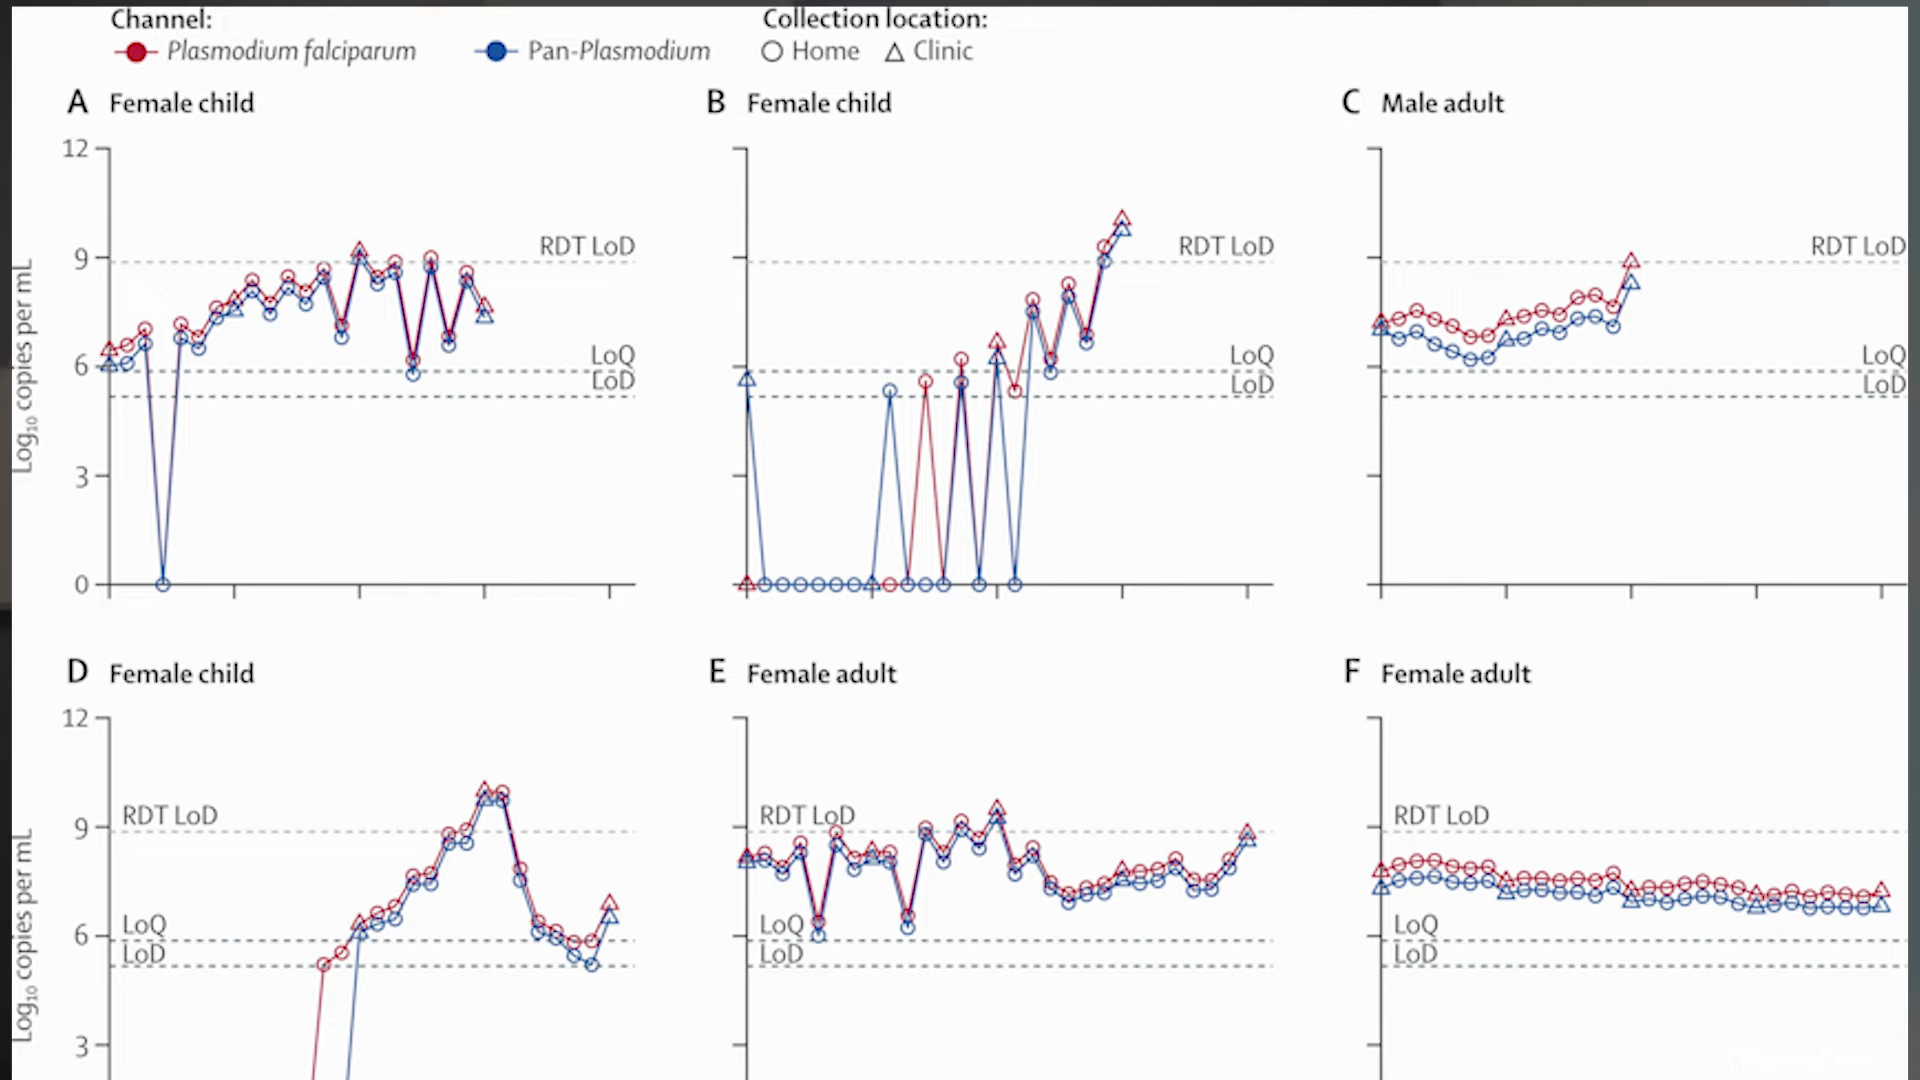 Channel:
Collection location:
Plasmodium falciparum
Pan-Plasmodium
Home
Clinic
A Female child
B Female child
C Male adult
Log10 copies per mL
12
9
6
3
0
RDT LoD
LoQ
LoD
RDT LoD
LoQ
LoD
RDT LoD
LoQ
LoD
D Female child
E Female adult
F Female adult
Log10 copies per mL
12
9
6
3
RDT LoD
LoQ
LoD
RDT LoD
LoQ
LoD
RDT LoD
LoQ
LoD